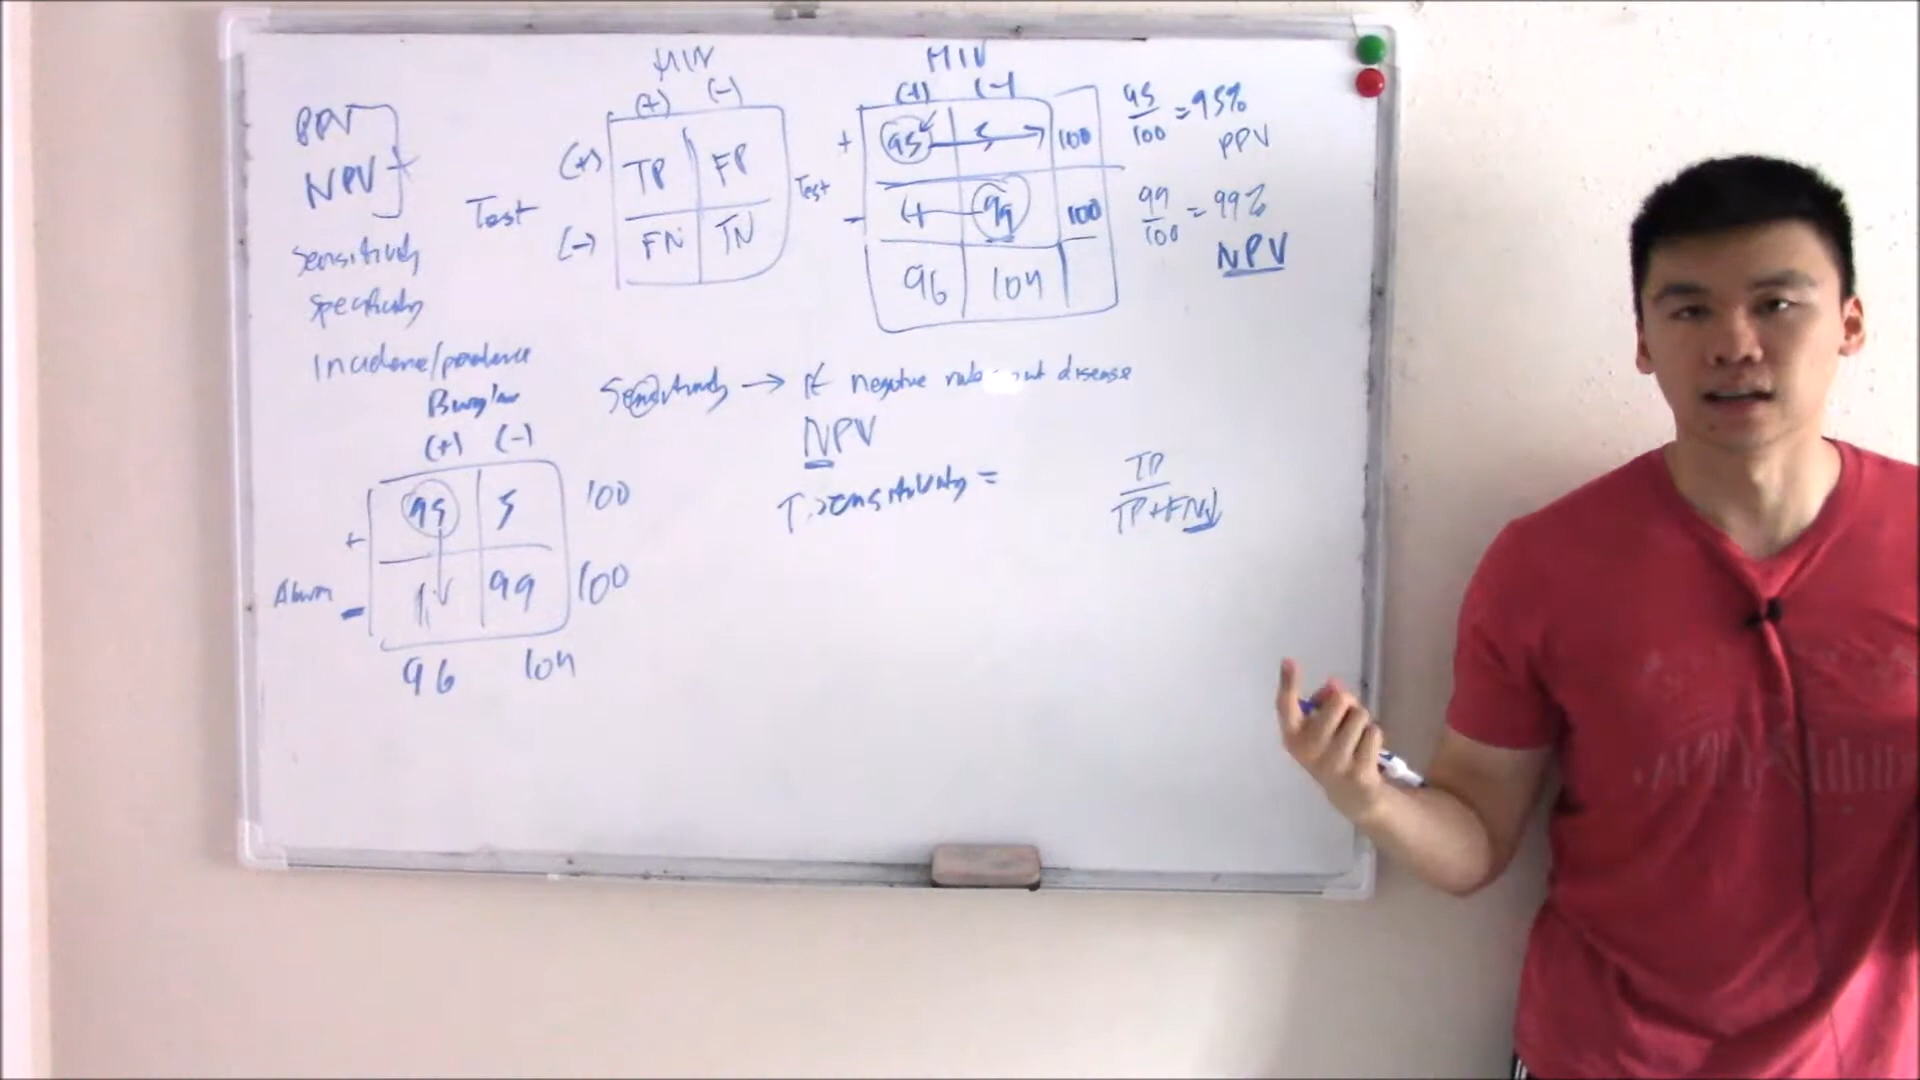 PPV
NPV
Sensitivity
Specificity
Incidence/prevalence
HIV
(+) (-)
Test
(+) TP FP
(-) FN TN
HIV
(+) (-)
Test
+ 95 5 100
- 1 99 100
96 104
95/100 = 95%
PPV
99/100 = 99%
NPV
Burglar
(+) (-)
Alarm
+ 95 5 100
- 1 99 100
96 104
Sensitivity → If negative rules out disease
NPV
↑ sensitivity =
TP
TP+FN↓